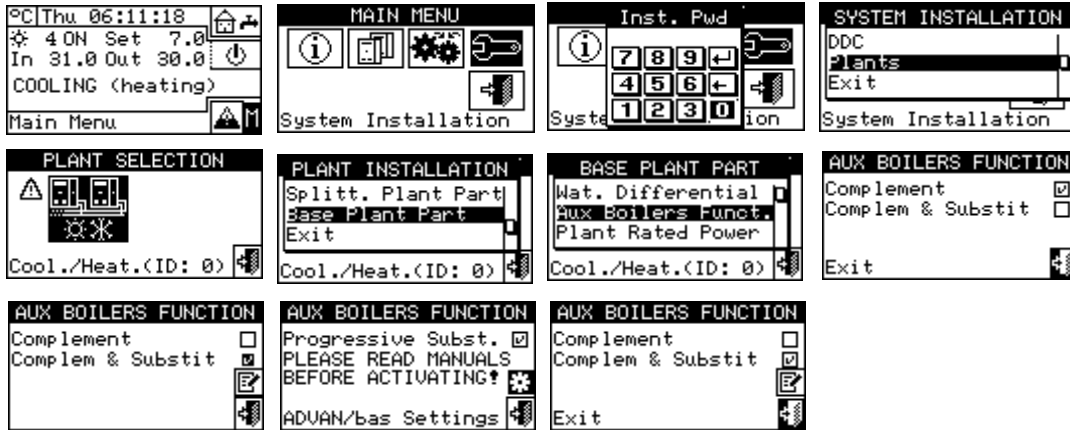 °C Thu 06:11:18
4 ON Set 7.0
In 31.0 Out 30.0
COOLING (heating)
Main Menu
M
MAIN MENU
System Installation
Inst. Pwd
7 8 9
4 5 6
1 2 3 0
Syste ion
SYSTEM INSTALLATION
DDC
Plants
Exit
System Installation
PLANT SELECTION
Cool./Heat.(ID: 0)
PLANT INSTALLATION
Splitt. Plant Part
Base Plant Part
Exit
Cool./Heat.(ID: 0)
BASE PLANT PART
Wat. Differential
Aux Boilers Funct.
Plant Rated Power
Cool./Heat.(ID: 0)
AUX BOILERS FUNCTION
Complement
Complem & Substit
Exit
AUX BOILERS FUNCTION
Complement
Complem & Substit
AUX BOILERS FUNCTION
Progressive Subst.
PLEASE READ MANUALS
BEFORE ACTIVATING!
ADVAN/bas Settings
AUX BOILERS FUNCTION
Complement
Complem & Substit
Exit